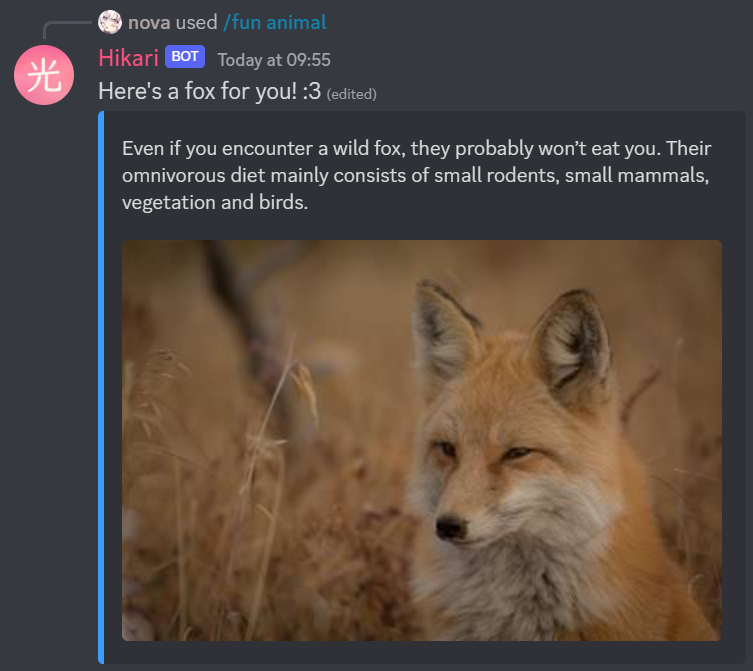 nova used /fun animal
光
Hikari BOT Today at 09:55
Here's a fox for you! :3 (edited)
Even if you encounter a wild fox, they probably won’t eat you. Their
omnivorous diet mainly consists of small rodents, small mammals,
vegetation and birds.